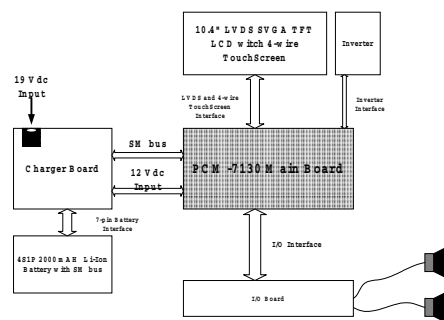 10.4" LVDS SVGA TFT
LCD witch 4-wire
TouchScreen
Inverter
19 Vdc
Input
LVDS and 4-wire
TouchScreen
Interface
Inverter
Interface
SM bus
Charger Board
12 Vdc
Input
PCM-7130 Main Board
7-pin Battery
Interface
4S1P 2000mAH Li-Ion
Battery with SM bus
I/O Interface
I/O Board